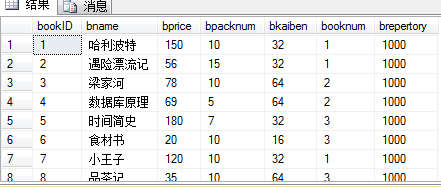 结果 消息
bookID bname bprice bpacknum bkaiben booknum brepertory
1 1 哈利波特 150 10 32 1 1000
2 2 遇险漂流记 56 15 32 1 1000
3 3 梁家河 78 10 64 2 1000
4 4 数据库原理 69 5 64 2 1000
5 5 时间简史 180 7 32 3 1000
6 6 食材书 20 10 16 3 1000
7 7 小王子 120 10 32 1 1000
8 8 品茶记 35 10 64 3 1000